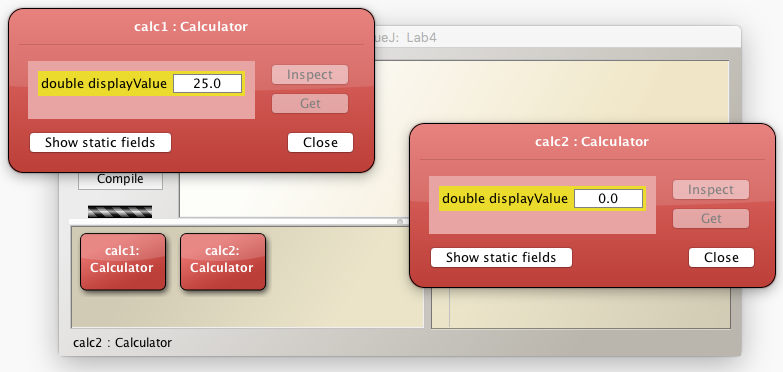 calc1 : Calculator
ueJ: Lab4
double displayValue 25.0
Inspect
Get
Show static fields
Close
calc2 : Calculator
double displayValue 0.0
Inspect
Get
Show static fields
Close
Compile
calc1:
Calculator
calc2:
Calculator
calc2 : Calculator